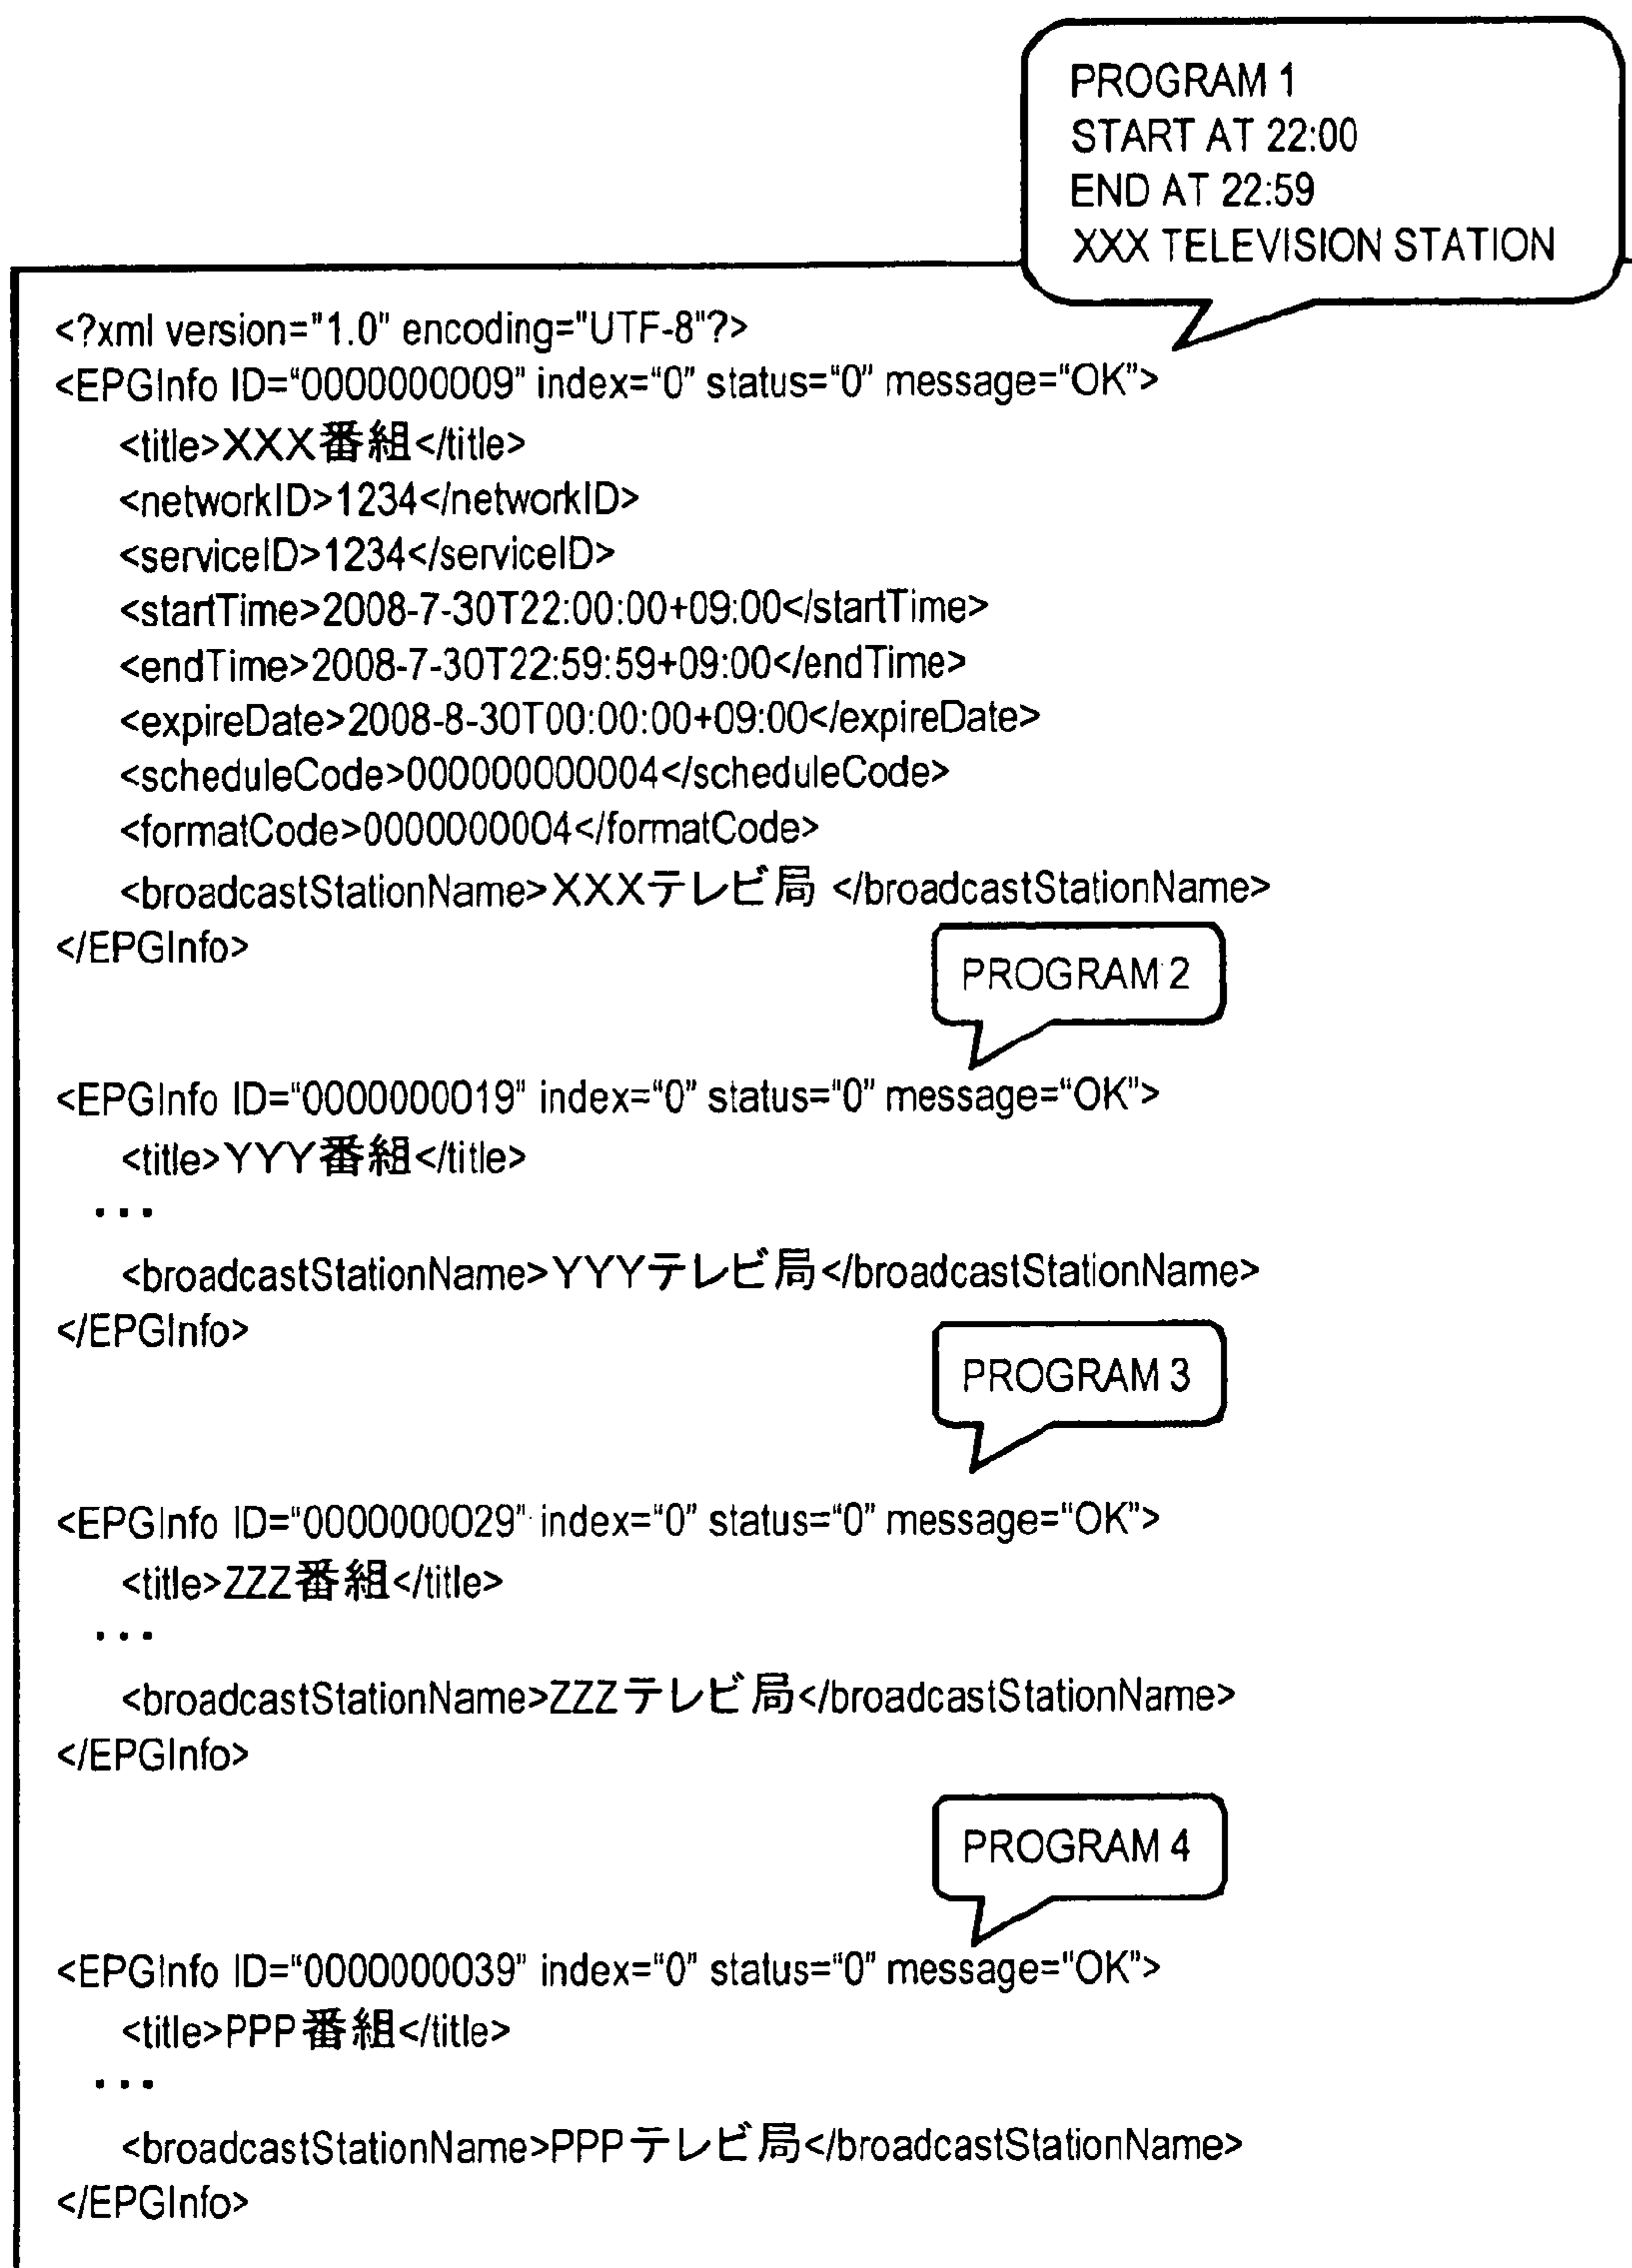 PROGRAM 1
START AT 22:00
END AT 22:59
XXX TELEVISION STATION
<?xml version="1.0" encoding="UTF-8"?>
<EPGInfo ID="0000000009" index="0" status="0" message="OK">
<title>XXX番組</title>
<networkID>1234</networkID>
<serviceID>1234</serviceID>
<startTime>2008-7-30T22:00:00+09:00</startTime>
<endTime>2008-7-30T22:59:59+09:00</endTime>
<expireDate>2008-8-30T00:00:00+09:00</expireDate>
<scheduleCode>000000000004</scheduleCode>
<formatCode>0000000004</formatCode>
<broadcastStationName>XXXテレビ局 </broadcastStationName>
</EPGInfo>
PROGRAM 2
<EPGInfo ID="0000000019" index="0" status="0" message="OK">
<title>YYY番組</title>
...
<broadcastStationName>YYYテレビ局</broadcastStationName>
</EPGInfo>
PROGRAM 3
<EPGInfo ID="0000000029" index="0" status="0" message="OK">
<title>ZZZ番組</title>
...
<broadcastStationName>ZZZテレビ局</broadcastStationName>
</EPGInfo>
PROGRAM 4
<EPGInfo ID="0000000039" index="0" status="0" message="OK">
<title>PPP番組</title>
...
<broadcastStationName>PPPテレビ局</broadcastStationName>
</EPGInfo>